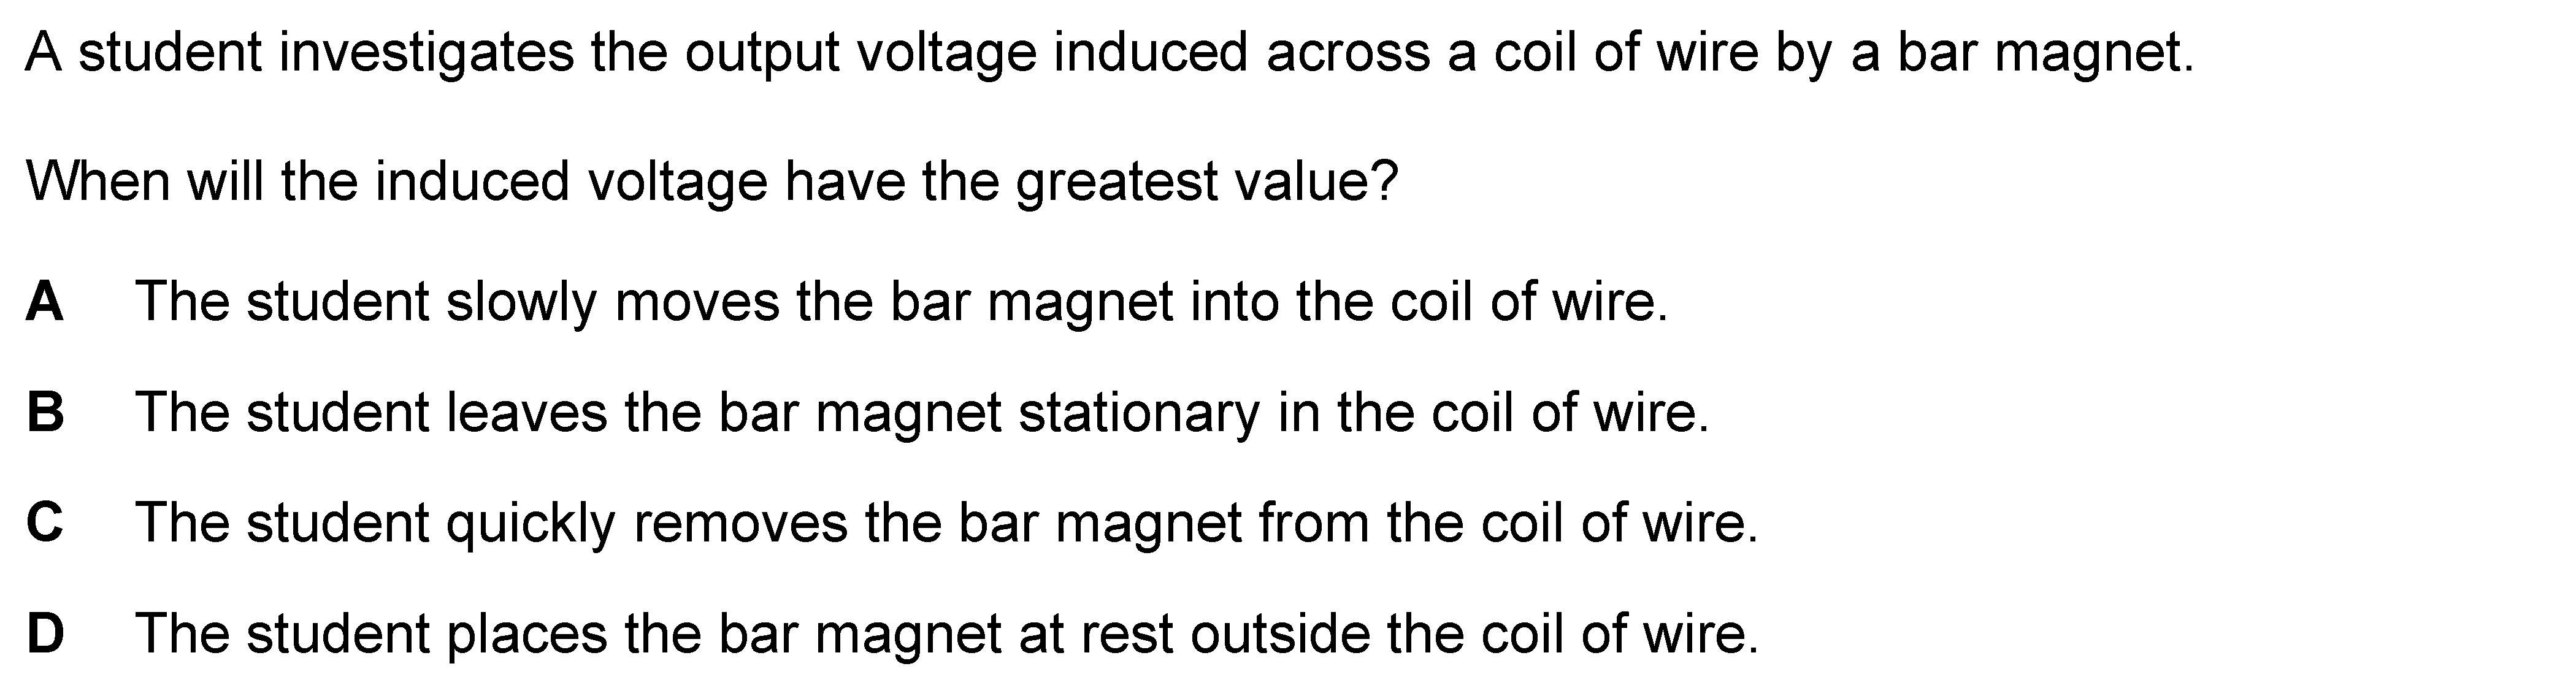 A student investigates the output voltage induced across a coil of wire by a bar magnet.
When will the induced voltage have the greatest value?
A The student slowly moves the bar magnet into the coil of wire.
B The student leaves the bar magnet stationary in the coil of wire.
C The student quickly removes the bar magnet from the coil of wire.
D The student places the bar magnet at rest outside the coil of wire.